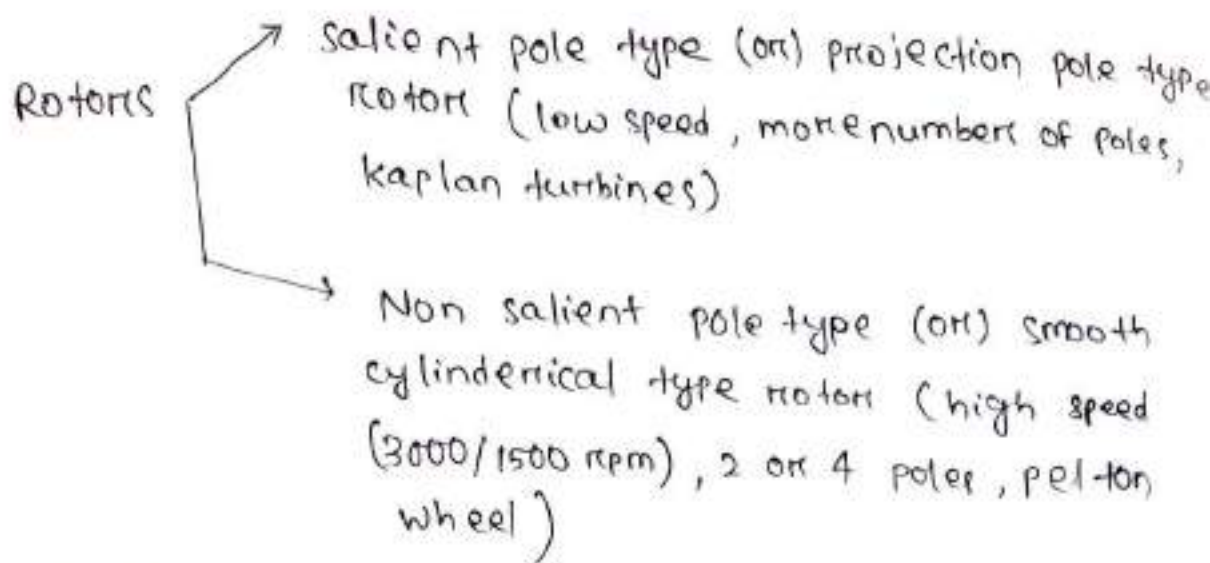 salient pole type (or) projection pole type
Rotors
rotor (low speed, more numbers of poles,
kaplan turbines)
Non salient pole type (or) smooth
cylinderical type rotor (high speed
(3000/1500 rpm), 2 or 4 poles, pelton
wheel)